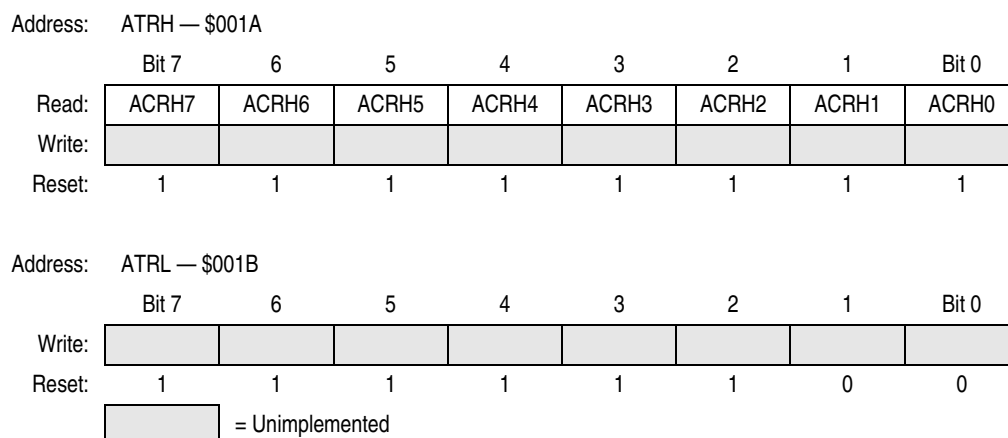 Address: ATRH — $001A
Bit 7 6 5 4 3 2 1 Bit 0
Read: ACRH7 ACRH6 ACRH5 ACRH4 ACRH3 ACRH2 ACRH1 ACRH0
Write:
Reset: 1 1 1 1 1 1 1 1
Address: ATRL — $001B
Bit 7 6 5 4 3 2 1 Bit 0
Write:
Reset: 1 1 1 1 1 1 0 0
= Unimplemented